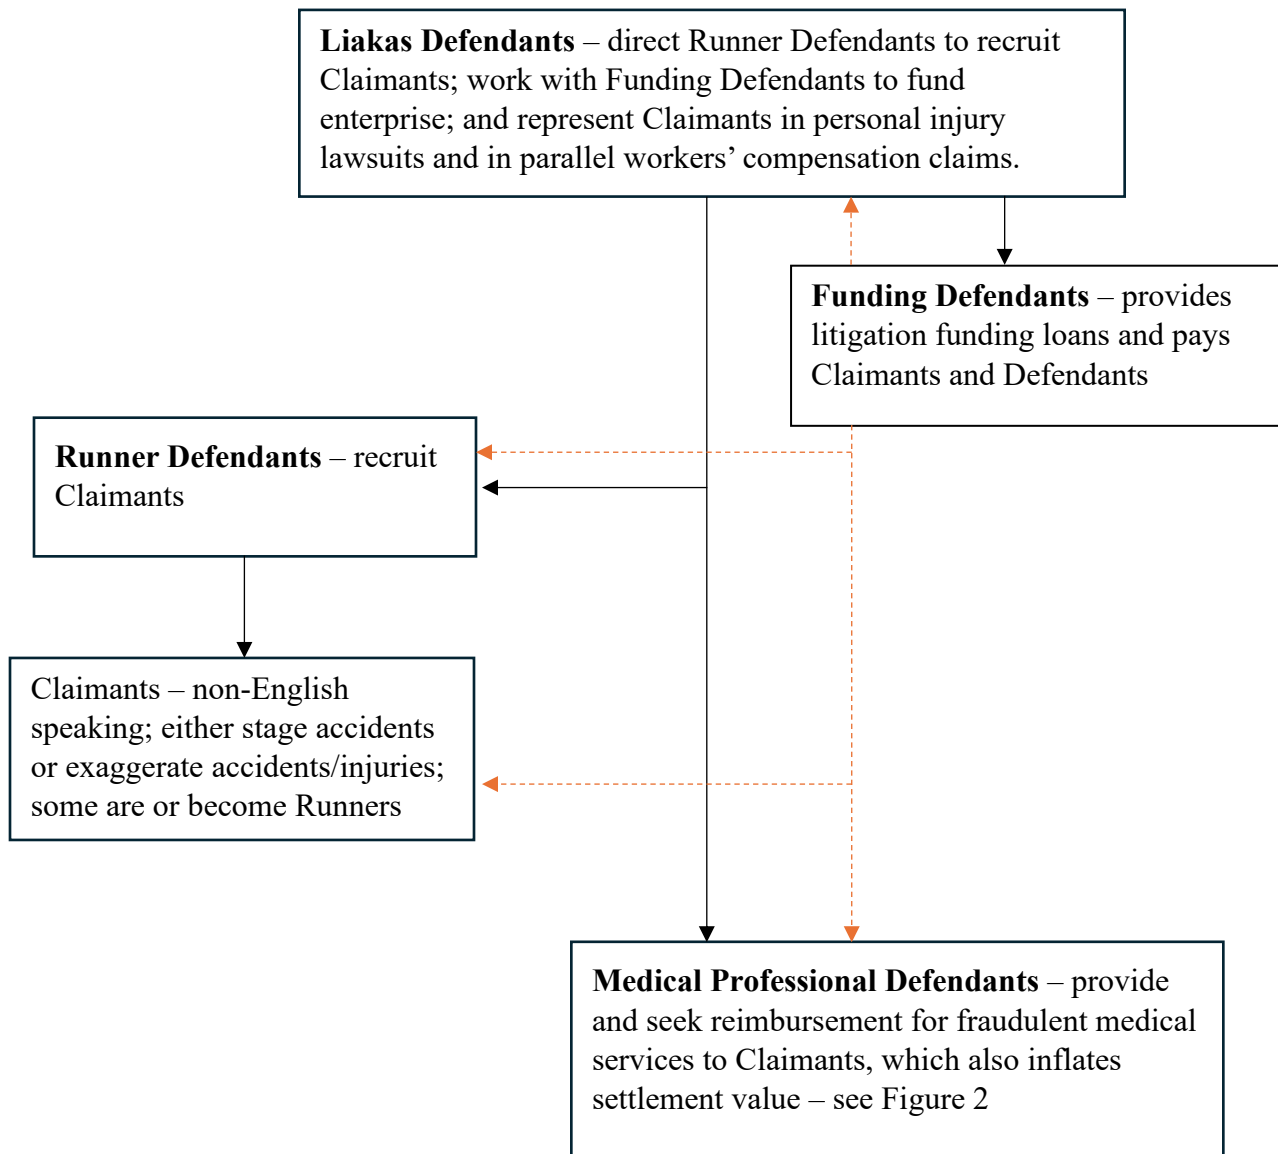 Liakas Defendants – direct Runner Defendants to recruit
Claimants; work with Funding Defendants to fund
enterprise; and represent Claimants in personal injury
lawsuits and in parallel workers’ compensation claims.
Funding Defendants – provides
litigation funding loans and pays
Claimants and Defendants
Runner Defendants – recruit
Claimants
Claimants – non-English
speaking; either stage accidents
or exaggerate accidents/injuries;
some are or become Runners
Medical Professional Defendants – provide
and seek reimbursement for fraudulent medical
services to Claimants, which also inflates
settlement value – see Figure 2